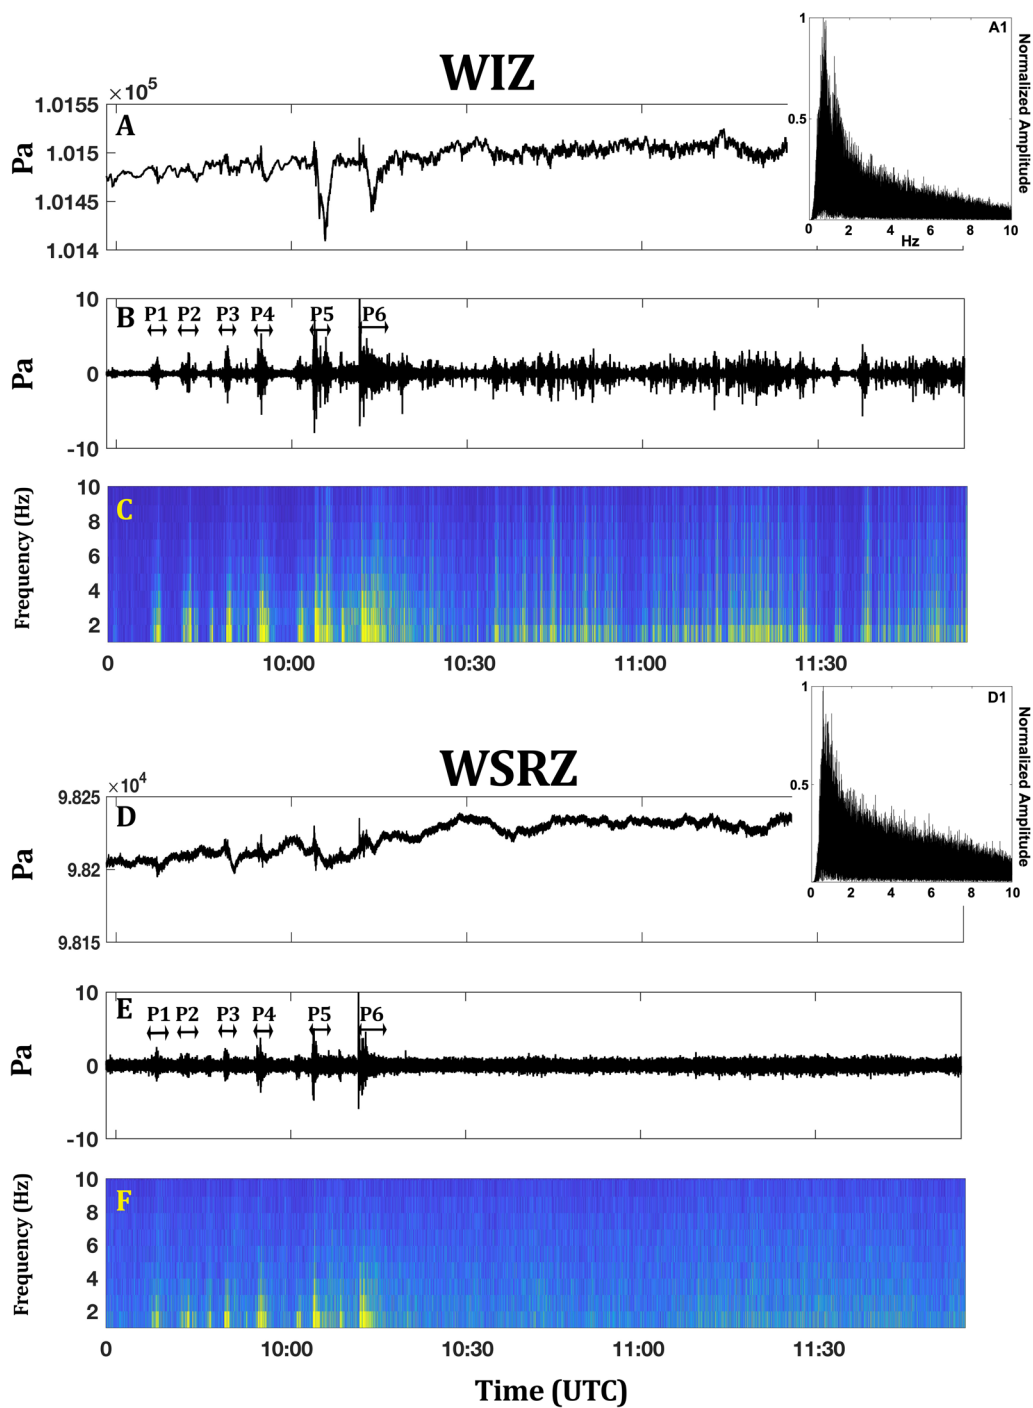 WIZ
×10⁵
A
1.0155
1.015
1.0145
1.014
Pa
A1
1
0.5
0 2 4 6 8 10
Hz
Normalized Amplitude
B
P1 P2 P3 P4 P5 P6
10
0
-10
Pa
C
10
8
6
4
2
Frequency (Hz)
0 10:00 10:30 11:00 11:30
WSRZ
×10⁴
D
9.825
9.82
9.815
Pa
D1
1
0.5
0 2 4 6 8 10
Normalized Amplitude
E
P1 P2 P3 P4 P5 P6
10
0
-10
Pa
F
10
8
6
4
2
Frequency (Hz)
0 10:00 10:30 11:00 11:30
Time (UTC)